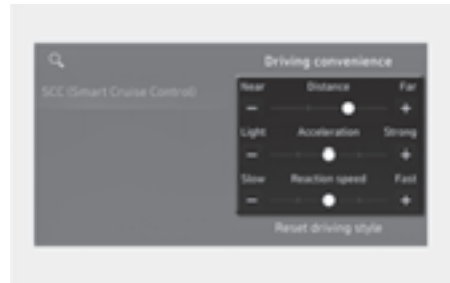 Driving convenience
SCC (Smart Cruise Control)
Near Distance Far
− +
Light Acceleration Strong
− +
Slow Reaction speed Fast
− +
Reset driving style